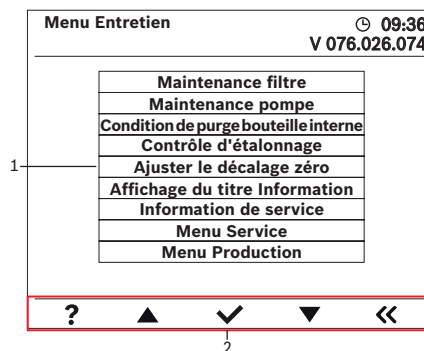 Menu Entretien 09:36
V 076.026.074
Maintenance filtre
Maintenance pompe
Condition de purge bouteille interne
Contrôle d'étalonnage
1
Ajuster le décalage zéro
Affichage du titre Information
Information de service
Menu Service
Menu Production
?
2